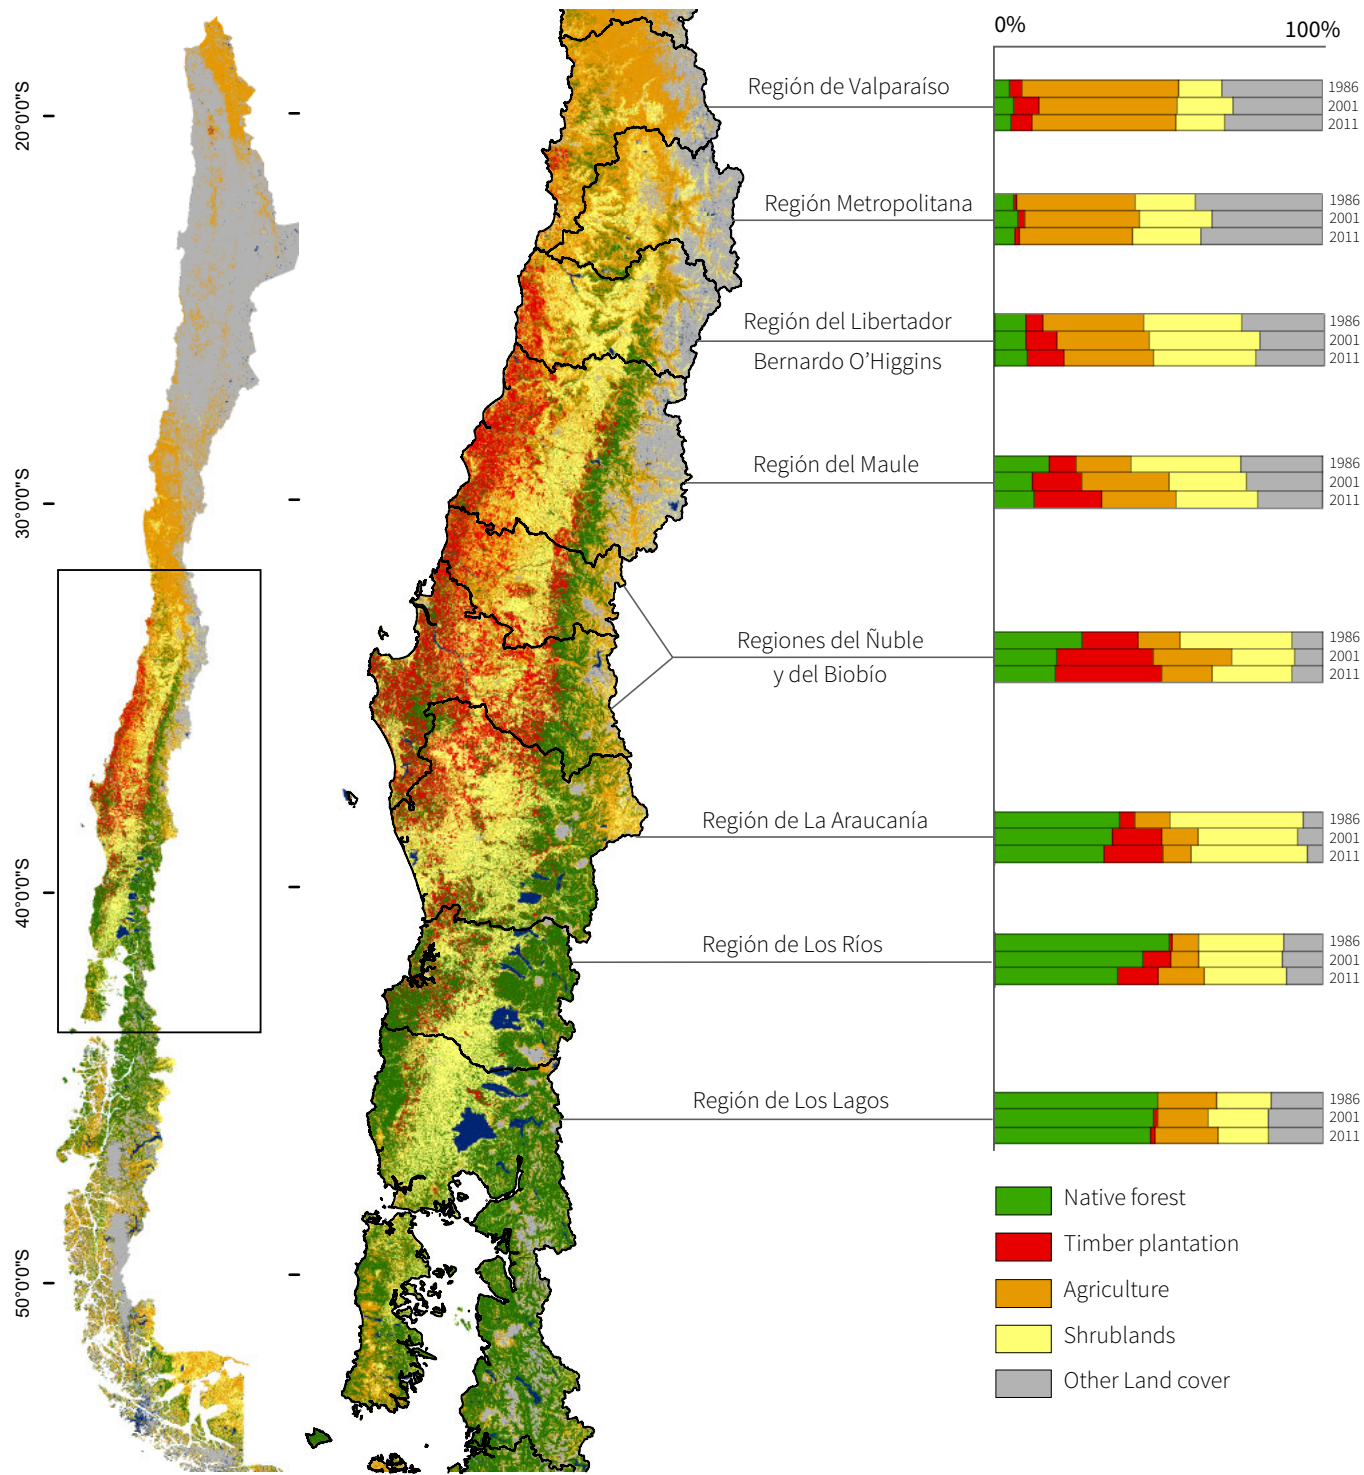 0%
100%
20°0'0"S
30°0'0"S
40°0'0"S
50°0'0"S
Región de Valparaíso
1986
2001
2011
Región Metropolitana
1986
2001
2011
Región del Libertador
Bernardo O’Higgins
1986
2001
2011
Región del Maule
1986
2001
2011
Regiones del Ñuble
y del Biobío
1986
2001
2011
Región de La Araucanía
1986
2001
2011
Región de Los Ríos
1986
2001
2011
Región de Los Lagos
1986
2001
2011
Native forest
Timber plantation
Agriculture
Shrublands
Other Land cover